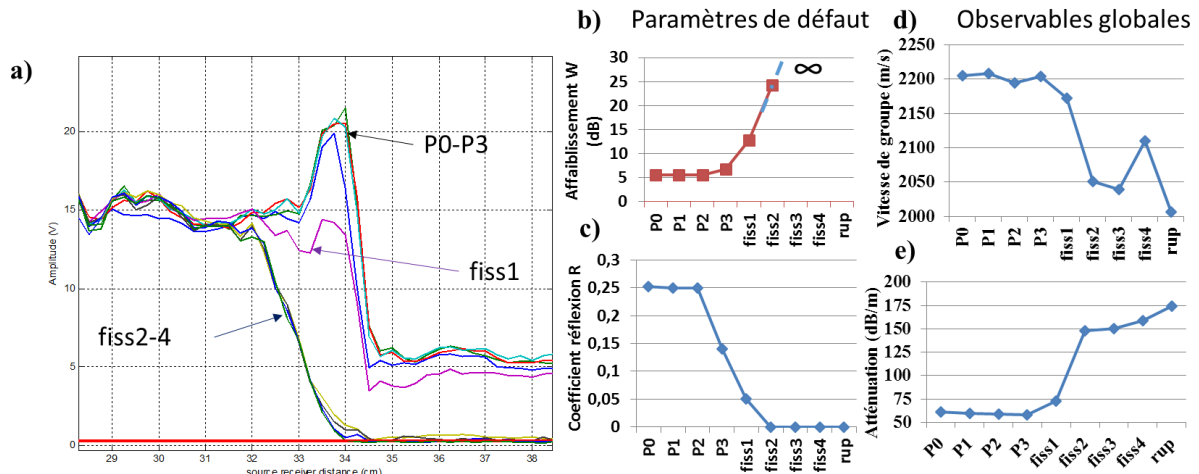 a)
Amplitude (V)
20
15
10
5
0
29 30 31 32 33 34 35 36 37 38
source receiver distance (cm)
P0-P3
fiss1
fiss2-4
b) Paramètres de défaut
Affaiblissement W
(dB)
30
25
20
15
10
5
0
∞
P0 P1 P2 P3 fiss1 fiss2 fiss3 fiss4 rup
c)
Coefficient réflexion R
0,3
0,25
0,2
0,15
0,1
0,05
0
P0 P1 P2 P3 fiss1 fiss2 fiss3 fiss4 rup
d) Observables globales
Vitesse de groupe (m/s)
2250
2200
2150
2100
2050
2000
P0 P1 P2 P3 fiss1 fiss2 fiss3 fiss4 rup
e)
Atténuation (dB/m)
200
175
150
125
100
75
50
P0 P1 P2 P3 fiss1 fiss2 fiss3 fiss4 rup